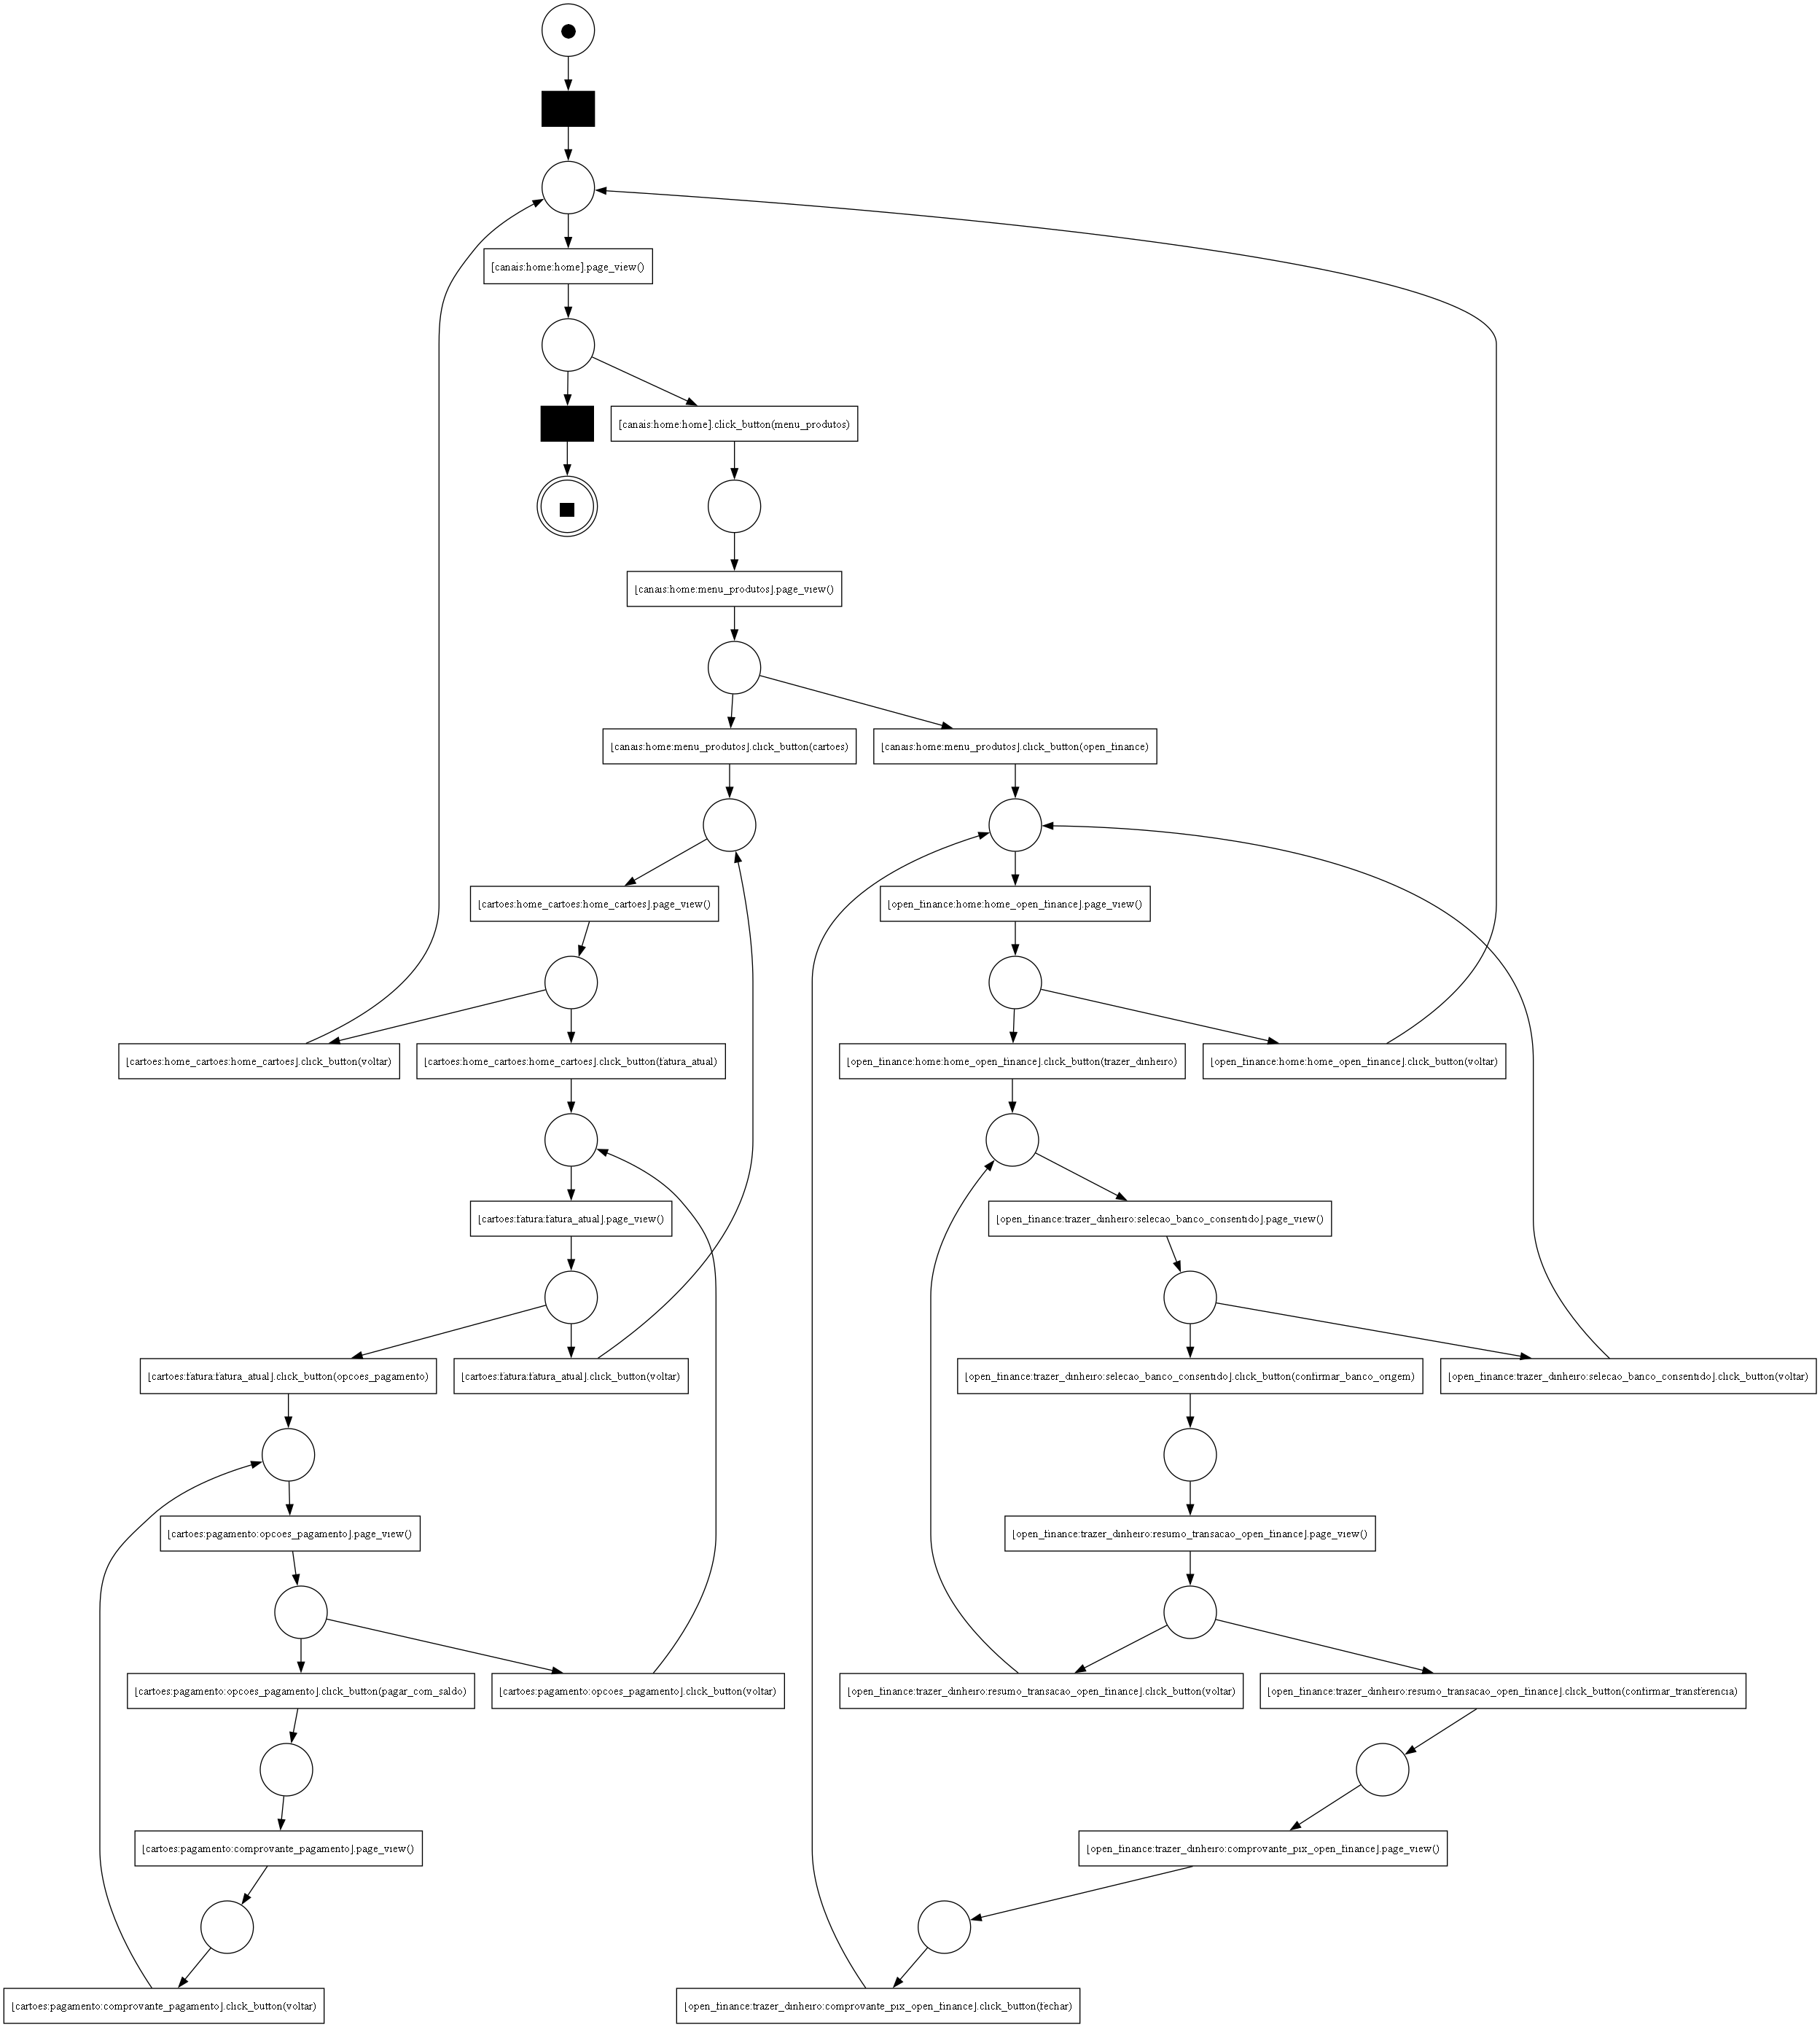 [canais:home:home].page_view()
[canais:home:home].click_button(menu_produtos)
[canais:home:menu_produtos].page_view()
[canais:home:menu_produtos].click_button(cartoes)
[canais:home:menu_produtos].click_button(open_finance)
[cartoes:home_cartoes:home_cartoes].page_view()
[open_finance:home:home_open_finance].page_view()
[cartoes:home_cartoes:home_cartoes].click_button(voltar)
[cartoes:home_cartoes:home_cartoes].click_button(fatura_atual)
[open_finance:home:home_open_finance].click_button(trazer_dinheiro)
[open_finance:home:home_open_finance].click_button(voltar)
[cartoes:fatura:fatura_atual].page_view()
[open_finance:trazer_dinheiro:selecao_banco_consentido].page_view()
[cartoes:fatura:fatura_atual].click_button(opcoes_pagamento)
[cartoes:fatura:fatura_atual].click_button(voltar)
[open_finance:trazer_dinheiro:selecao_banco_consentido].click_button(confirmar_banco_origem)
[open_finance:trazer_dinheiro:selecao_banco_consentido].click_button(voltar)
[cartoes:pagamento:opcoes_pagamento].page_view()
[open_finance:trazer_dinheiro:resumo_transacao_open_finance].page_view()
[cartoes:pagamento:opcoes_pagamento].click_button(pagar_com_saldo)
[cartoes:pagamento:opcoes_pagamento].click_button(voltar)
[open_finance:trazer_dinheiro:resumo_transacao_open_finance].click_button(voltar)
[open_finance:trazer_dinheiro:resumo_transacao_open_finance].click_button(confirmar_transferencia)
[cartoes:pagamento:comprovante_pagamento].page_view()
[open_finance:trazer_dinheiro:comprovante_pix_open_finance].page_view()
[cartoes:pagamento:comprovante_pagamento].click_button(voltar)
[open_finance:trazer_dinheiro:comprovante_pix_open_finance].click_button(fechar)